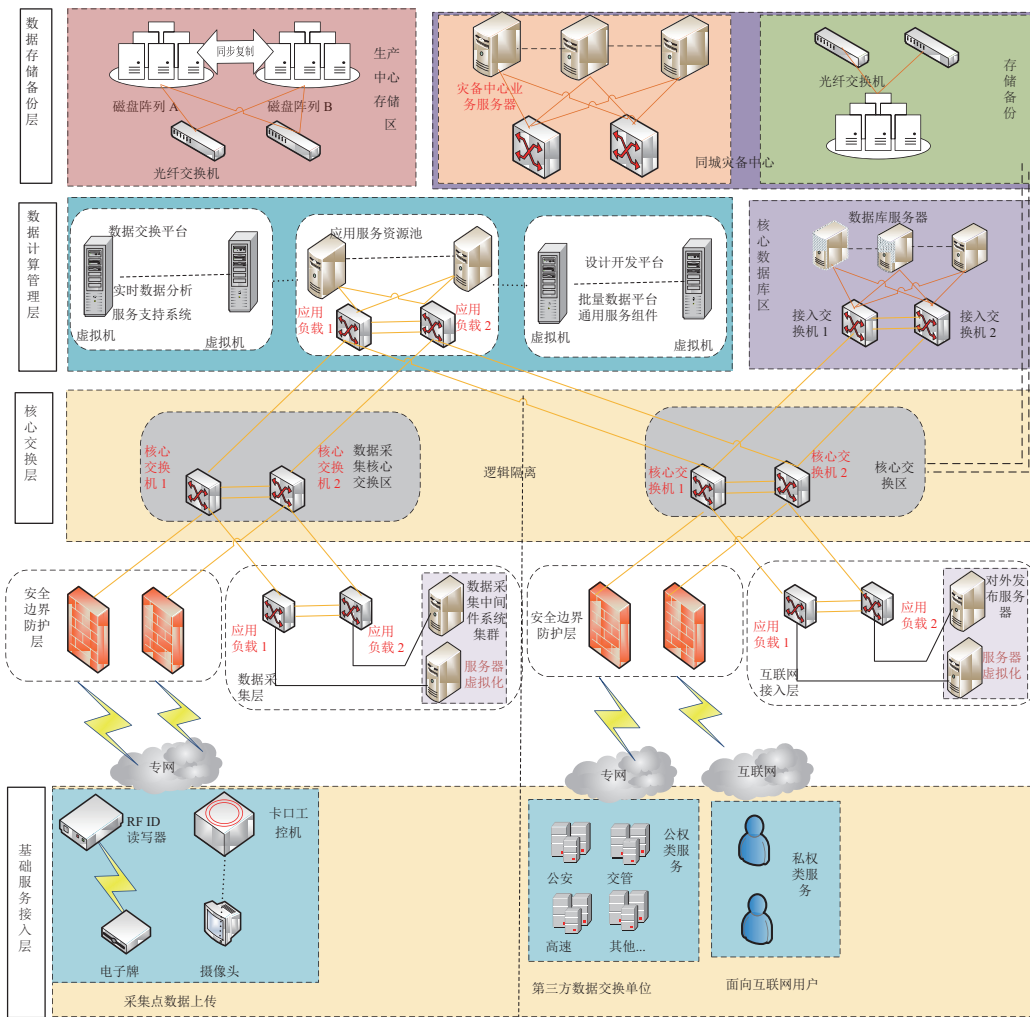 数据存储备份层
同步复制
磁盘阵列 A
磁盘阵列 B
光纤交换机
生产
中心
存储
区
灾备中心业
务服务器
同城灾备中心
光纤交换机
存储备份
数据计算管理层
数据交换平台
实时数据分析
服务支持系统
虚拟机
虚拟机
应用服务资源池
应用
负载 1
应用
负载 2
设计开发平台
批量数据平台
通用服务组件
虚拟机
虚拟机
核心数据库区
数据库服务器
接入交
换机 1
接入交
换机 2
核心交换层
核心
交换
机 1
核心
交换
机 2
数据采
集核心
交换区
逻辑隔离
核心交
换机 1
核心交
换机 2
核心交
换区
安全
边界
防护
层
应用
负载 1
应用
负载 2
数据采
集层
数据采
集中间
件系统
集群
服务器
虚拟化
安全边界
防护层
应用
负载 1
应用
负载 2
互联网
接入层
对外发
布服务
器
服务器
虚拟化
专网
专网
互联网
基础服务接入层
RF ID
读写器
卡口工
控机
电子牌
摄像头
采集点数据上传
公权
类服
务
公安
交管
高速
其他...
第三方数据交换单位
私权
类服
务
面向互联网用户